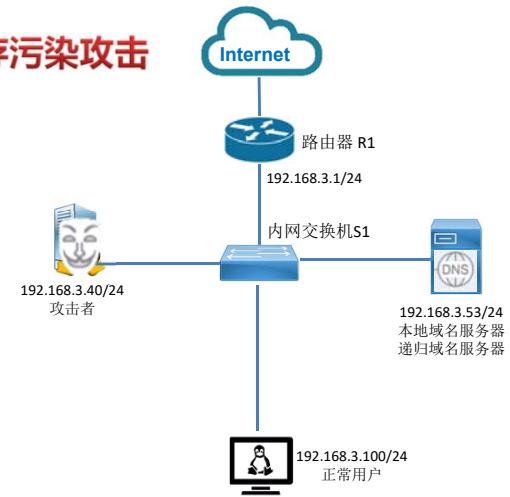 污染攻击
Internet
路由器 R1
192.168.3.1/24
内网交换机S1
192.168.3.40/24
攻击者
DNS
192.168.3.53/24
本地域名服务器
递归域名服务器
192.168.3.100/24
正常用户